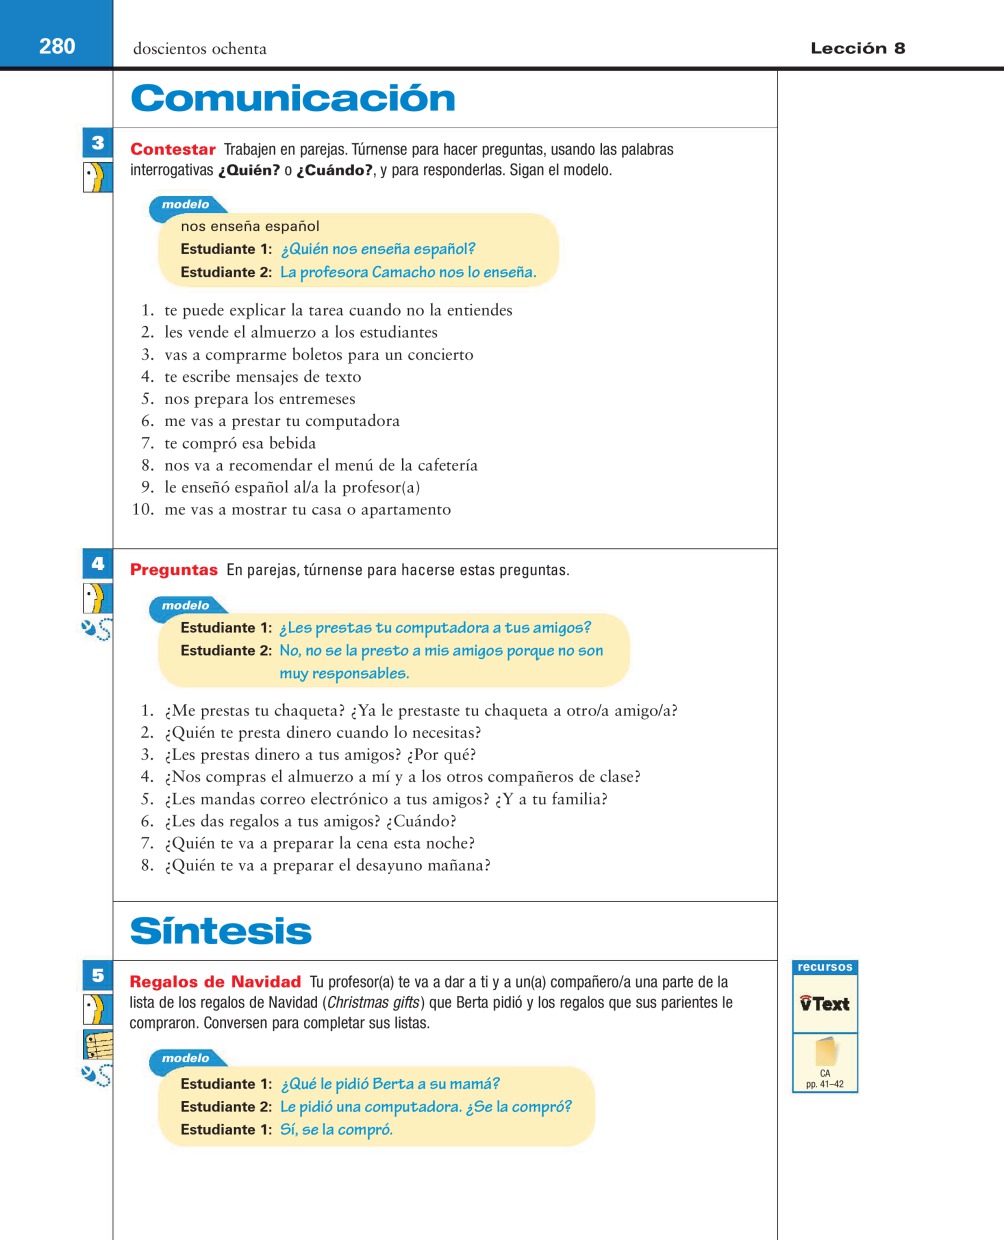 280
doscientos ochenta
Lección 8
Comunicación
3
Contestar Trabajen en parejas. Túrnense para hacer preguntas, usando las palabras
interrogativas ¿Quién? o ¿Cuándo?, y para responderlas. Sigan el modelo.
modelo
nos enseña español
Estudiante 1: ¿Quién nos enseña español?
Estudiante 2: La profesora Camacho nos lo enseña.
1. te puede explicar la tarea cuando no la entiendes
2. les vende el almuerzo a los estudiantes
3. vas a comprarme boletos para un concierto
4. te escribe mensajes de texto
5. nos prepara los entremeses
6. me vas a prestar tu computadora
7. te compró esa bebida
8. nos va a recomendar el menú de la cafetería
9. le enseñó español al/a la profesor(a)
10. me vas a mostrar tu casa o apartamento
4
Preguntas En parejas, túrnense para hacerse estas preguntas.
modelo
Estudiante 1: ¿Les prestas tu computadora a tus amigos?
Estudiante 2: No, no se la presto a mis amigos porque no son
muy responsables.
1. ¿Me prestas tu chaqueta? ¿Ya le prestaste tu chaqueta a otro/a amigo/a?
2. ¿Quién te presta dinero cuando lo necesitas?
3. ¿Les prestas dinero a tus amigos? ¿Por qué?
4. ¿Nos compras el almuerzo a mí y a los otros compañeros de clase?
5. ¿Les mandas correo electrónico a tus amigos? ¿Y a tu familia?
6. ¿Les das regalos a tus amigos? ¿Cuándo?
7. ¿Quién te va a preparar la cena esta noche?
8. ¿Quién te va a preparar el desayuno mañana?
Síntesis
5
Regalos de Navidad Tu profesor(a) te va a dar a ti y a un(a) compañero/a una parte de la
lista de los regalos de Navidad (Christmas gifts) que Berta pidió y los regalos que sus parientes le
compraron. Conversen para completar sus listas.
modelo
Estudiante 1: ¿Qué le pidió Berta a su mamá?
Estudiante 2: Le pidió una computadora. ¿Se la compró?
Estudiante 1: Sí, se la compró.
recursos
vText
CA
pp. 41–42